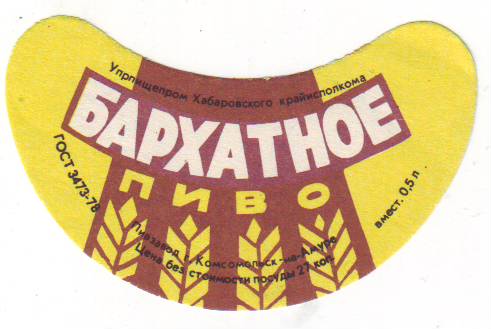 Упрпищепром Хабаровского крайисполкома
БАРХАТНОЕ
ПИВО
ГОСТ 3473-78
вмест. 0,5 л
Пивзавод г. Комсомольск-на-Амуре
Цена без стоимости посуды 27 коп.